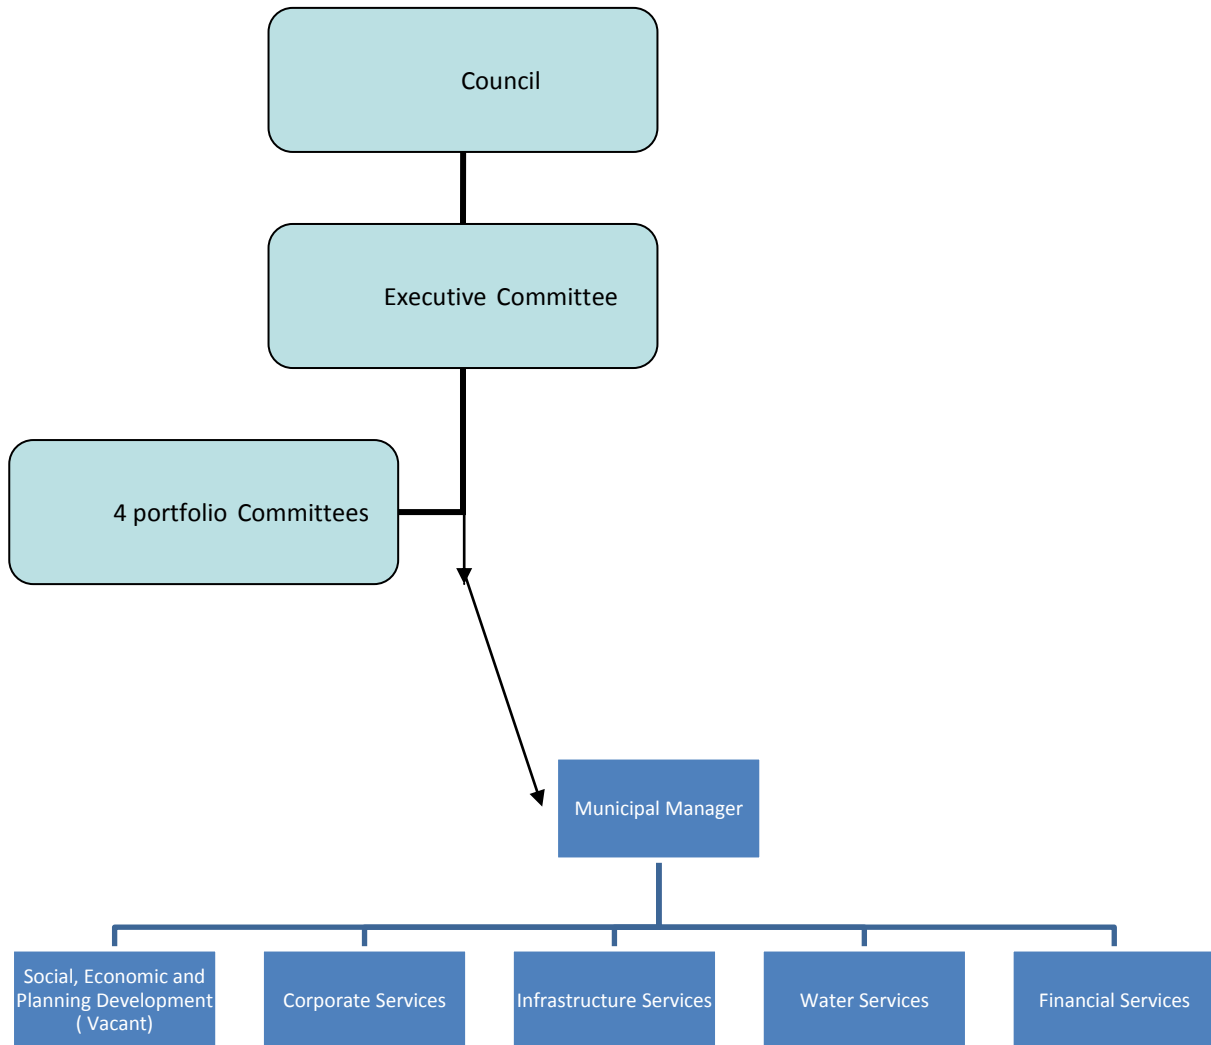 Council
Executive Committee
4 portfolio Committees
Municipal Manager
Social, Economic and
Planning Development
( Vacant)
Corporate Services
Infrastructure Services
Water Services
Financial Services